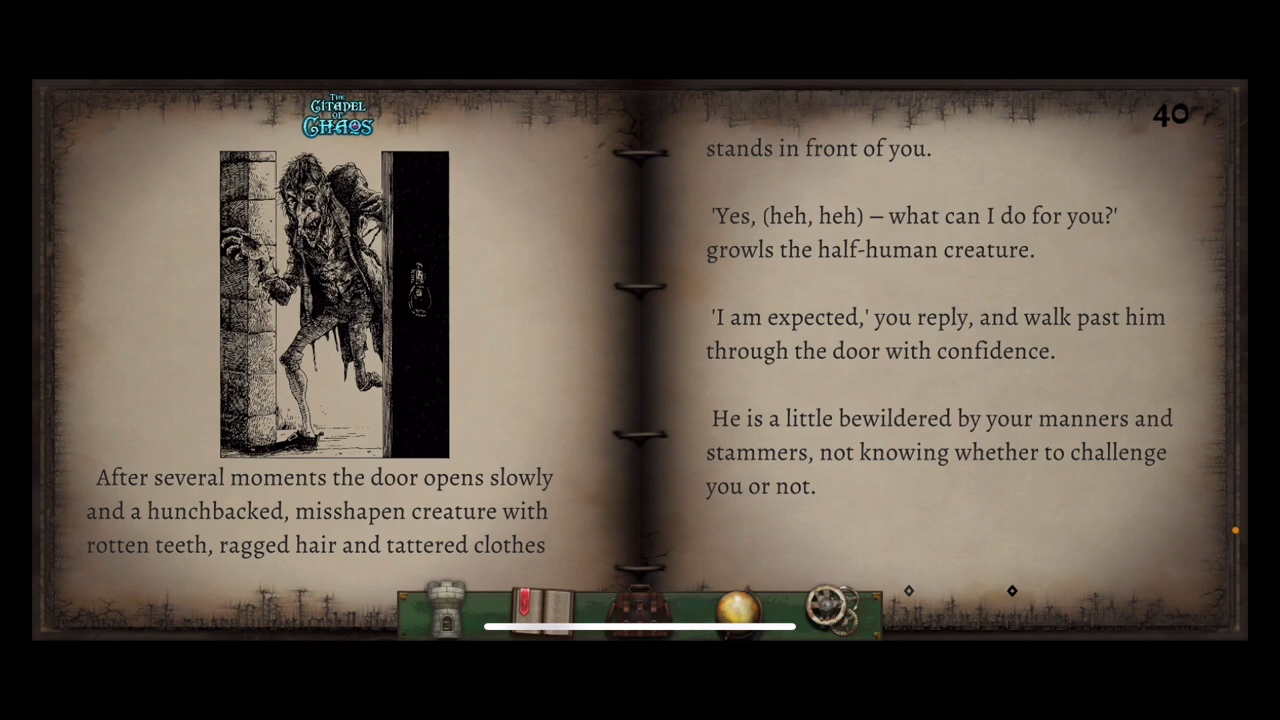 THE
CITADEL
OF
CHAOS
After several moments the door opens slowly
and a hunchbacked, misshapen creature with
rotten teeth, ragged hair and tattered clothes
40
stands in front of you.
'Yes, (heh, heh) – what can I do for you?'
growls the half-human creature.
'I am expected,' you reply, and walk past him
through the door with confidence.
He is a little bewildered by your manners and
stammers, not knowing whether to challenge
you or not.